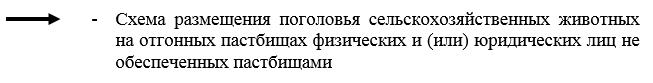 - Схема размещения поголовья сельскохозяйственных животных
на отгонных пастбищах физических и (или) юридических лиц не
обеспеченных пастбищами